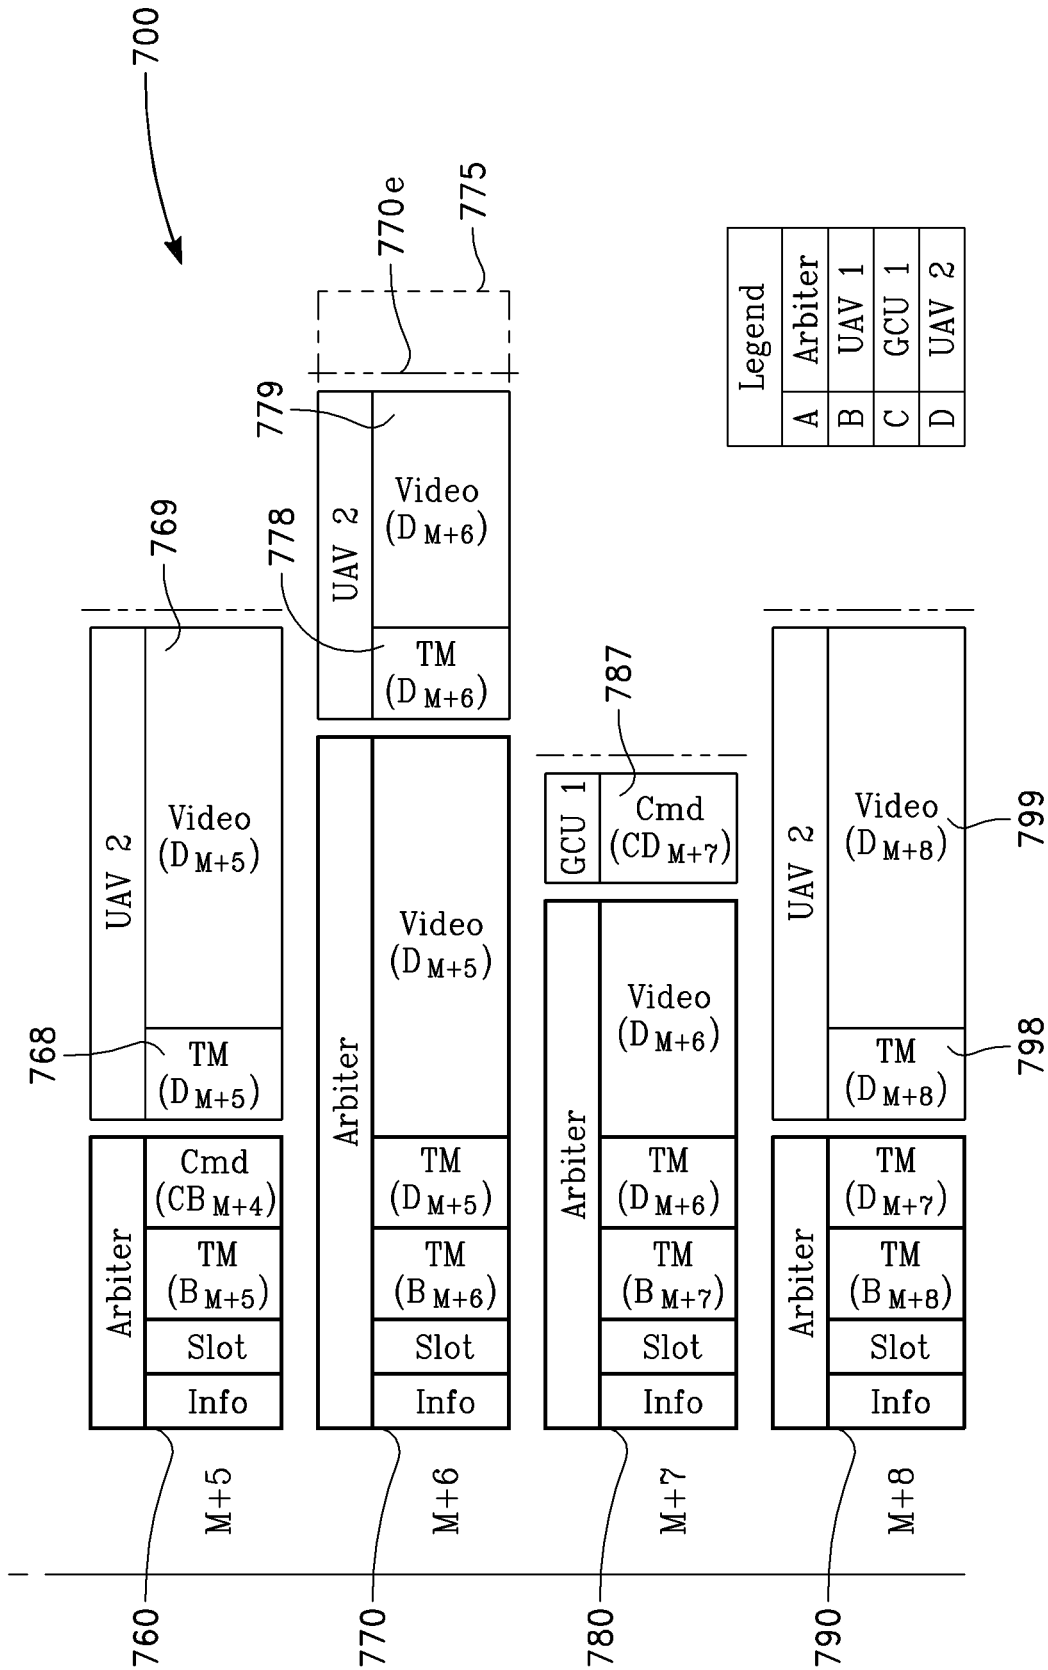 700
760
M+5
Arbiter
Info
Slot
TM
(B M+5)
Cmd
(CB M+4)
UAV 2
TM
(D M+5)
Video
(D M+5)
768
769
770
M+6
Arbiter
Info
Slot
TM
(B M+6)
TM
(D M+5)
Video
(D M+5)
UAV 2
TM
(D M+6)
Video
(D M+6)
778
779
770e
775
780
M+7
Arbiter
Info
Slot
TM
(B M+7)
TM
(D M+6)
Video
(D M+6)
GCU 1
Cmd
(CD M+7)
787
790
M+8
Arbiter
Info
Slot
TM
(B M+8)
TM
(D M+7)
UAV 2
TM
(D M+8)
Video
(D M+8)
798
799
Legend
A Arbiter
B UAV 1
C GCU 1
D UAV 2